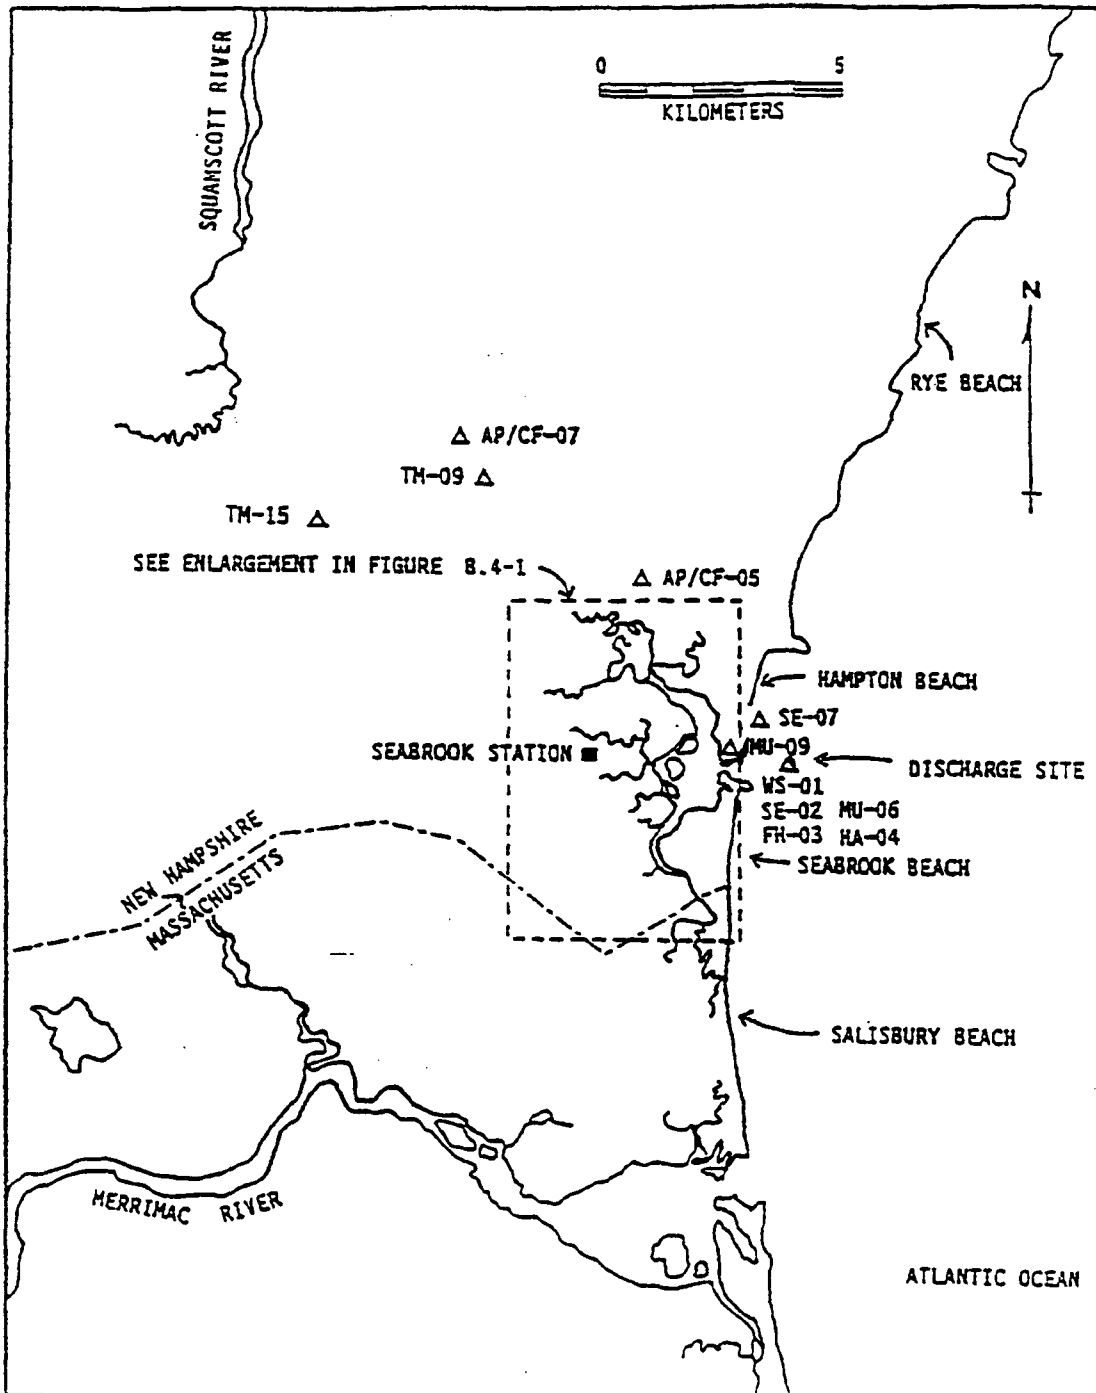 0 5
KILOMETERS
SQUAMSCOTT RIVER
N
RYE BEACH
AP/CF-07
TM-09
TM-15
SEE ENLARGEMENT IN FIGURE 8.4-1
AP/CF-05
HAMPTON BEACH
SE-07
SEABROOK STATION
MU-09
DISCHARGE SITE
WS-01
SE-02 MU-06
FH-03 HA-04
SEABROOK BEACH
NEW HAMPSHIRE
MASSACHUSETTS
SALISBURY BEACH
MERRIMAC RIVER
ATLANTIC OCEAN